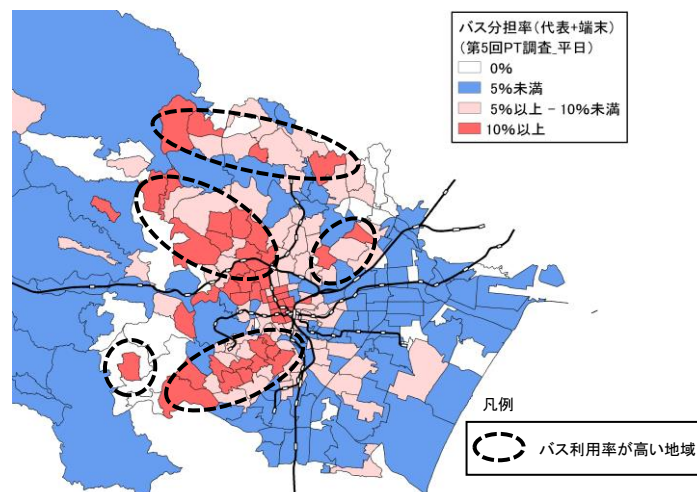 バス分担率(代表+端末)
(第5回PT調査_平日)
0%
5%未満
5%以上 - 10%未満
10%以上
凡例
バス利用率が高い地域